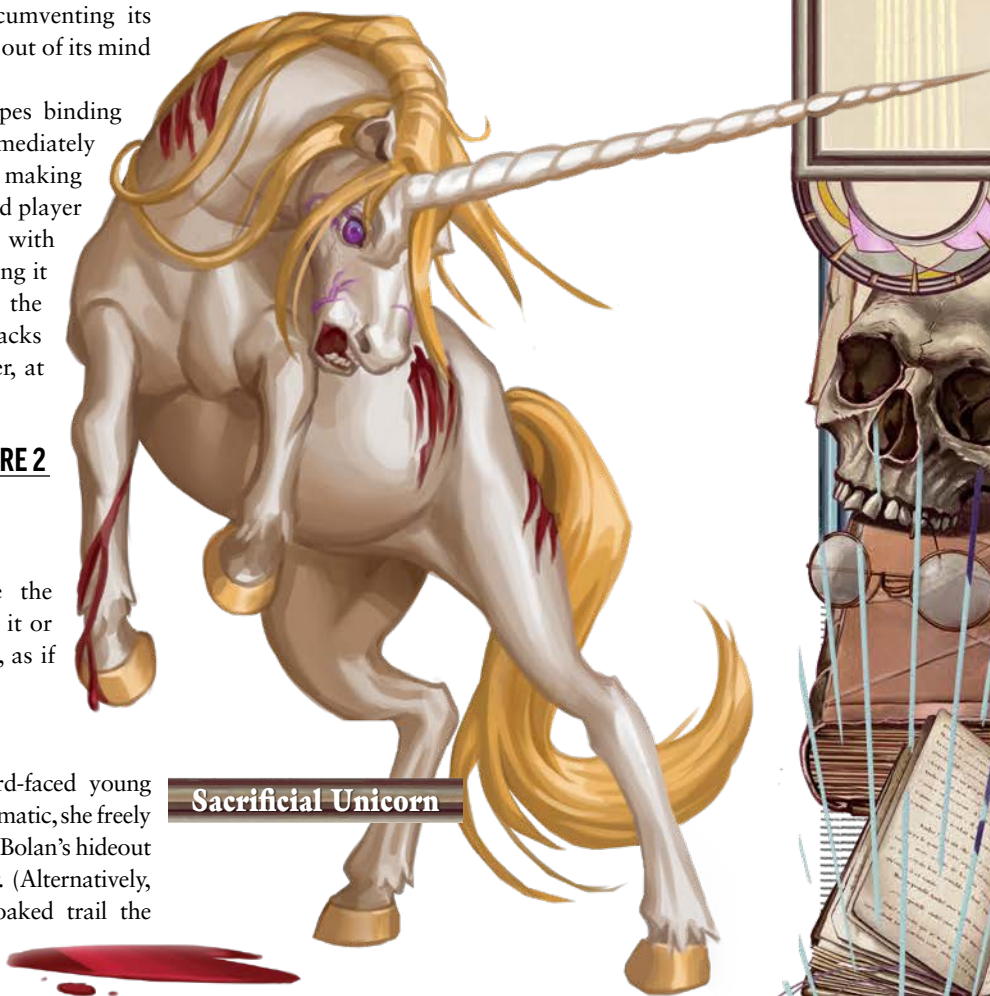 cumventing its
out of its mind
pes binding
mediately
making
d player
with
ng it
the
acks
er, at
RE 2
e the
it or
, as if
rd-faced young
matic, she freely
Bolan's hideout
. (Alternatively,
oaked trail the
Sacrificial Unicorn